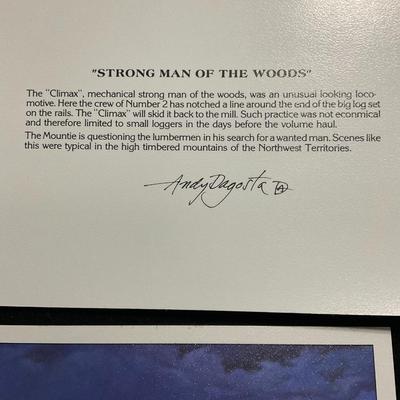 "STRONG MAN OF THE WOODS"
The "Climax", mechanical strong man of the woods, was an unusual looking loco-
motive. Here the crew of Number 2 has notched a line around the end of the big log set
on the rails. The "Climax" will skid it back to the mill. Such practice was not econmical
and therefore limited to small loggers in the days before the volume haul.
The Mountie is questioning the lumbermen in his search for a wanted man. Scenes like
this were typical in the high timbered mountains of the Northwest Territories.
Andy Dagosta